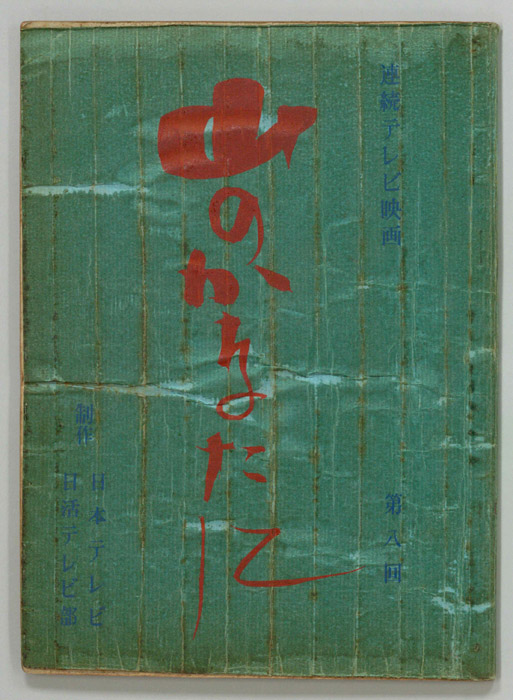 連続テレビ映画 第八回
山のかなたに
制作 日本テレビ
日活テレビ部